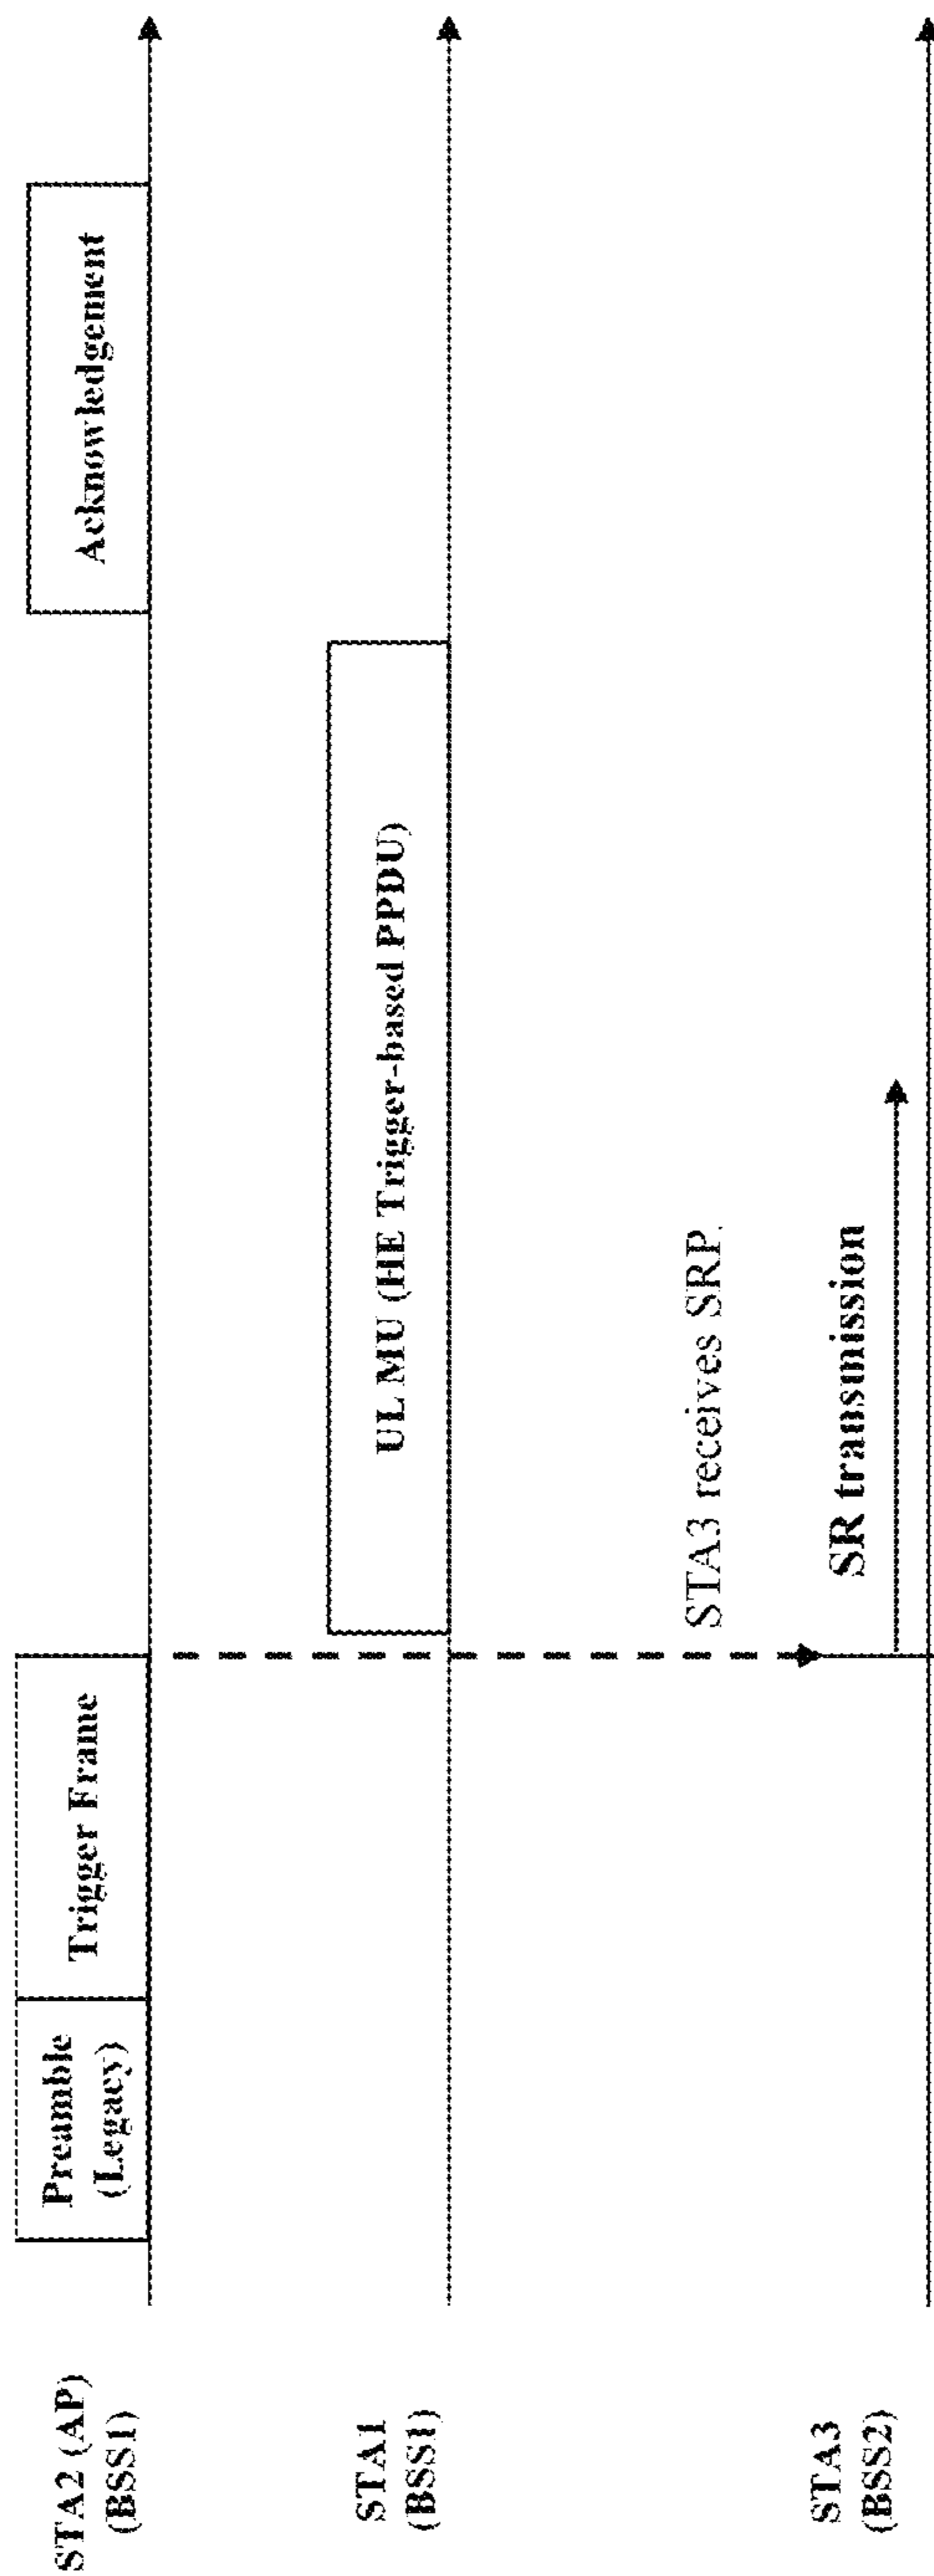 STA2 (AP)
(BSS1)
Preamble
(Legacy)
Trigger Frame
Acknowledgement
STA1
(BSS1)
UL MU (HE Trigger-based PPDU)
STA3 receives SRP.
STA3
(BSS2)
SR transmission